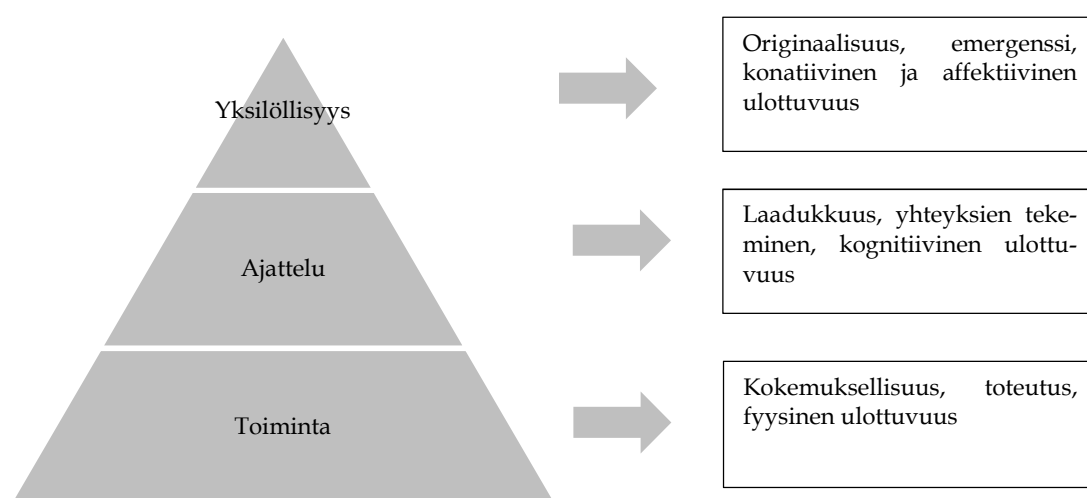 Yksilöllisyys
Originaalisuus, emergenssi,
konatiivinen ja affektiivinen
ulottuvuus
Ajattelu
Laadukkuus, yhteyksien teke-
minen, kognitiivinen ulottu-
vuus
Toiminta
Kokemuksellisuus, toteutus,
fyysinen ulottuvuus